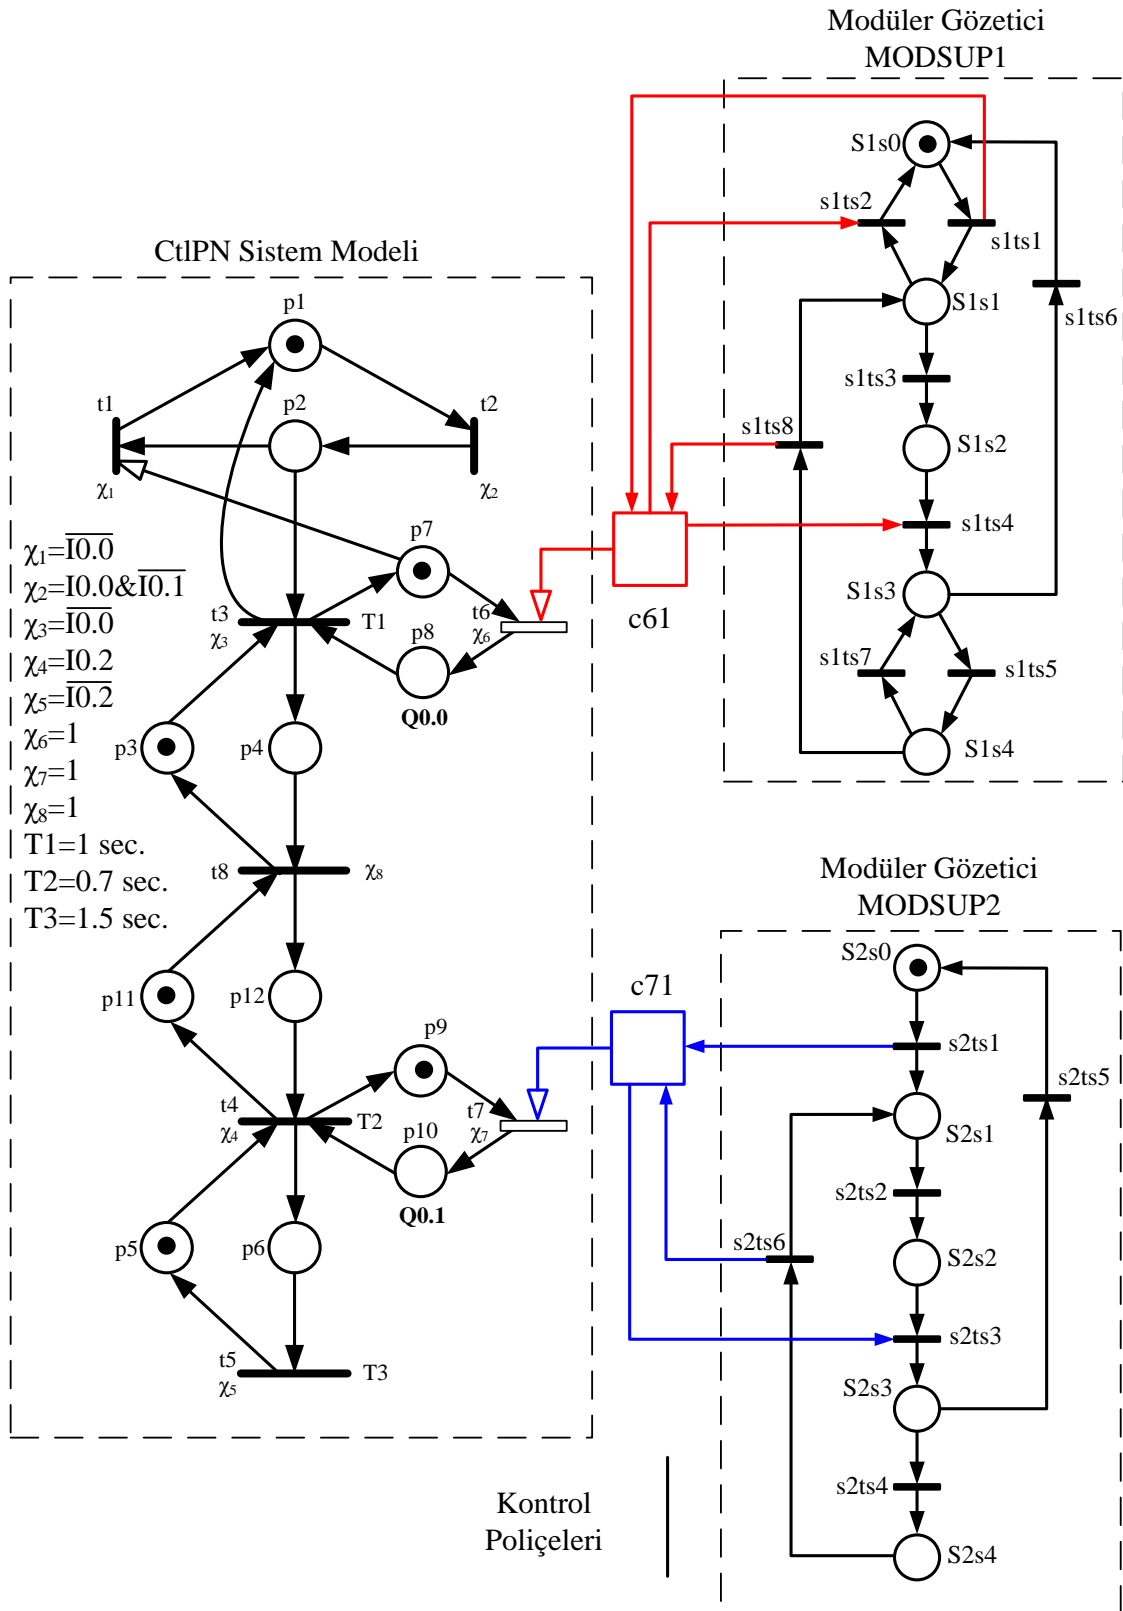 Modüler Gözetici
MODSUP1
S1s0
s1ts2
s1ts1
S1s1
s1ts6
s1ts3
s1ts8
S1s2
s1ts4
S1s3
s1ts7
s1ts5
S1s4
CtlPN Sistem Modeli
p1
t1
p2
t2
χ1
χ2
p7
χ1=I̅0̅.̅0̅
χ2=I0.0&I̅0̅.̅1̅
χ3=I̅0̅.̅0̅
χ4=I0.2
χ5=I̅0̅.̅2̅
χ6=1
χ7=1
χ8=1
T1=1 sec.
T2=0.7 sec.
T3=1.5 sec.
t3
χ3
T1
p8
t6
χ6
Q0.0
c61
p3
p4
t8
χ8
p11
p12
p9
t4
χ4
T2
p10
t7
χ7
Q0.1
c71
p5
p6
t5
χ5
T3
Modüler Gözetici
MODSUP2
S2s0
s2ts1
s2ts5
S2s1
s2ts2
s2ts6
S2s2
s2ts3
S2s3
s2ts4
S2s4
Kontrol
Poliçeleri